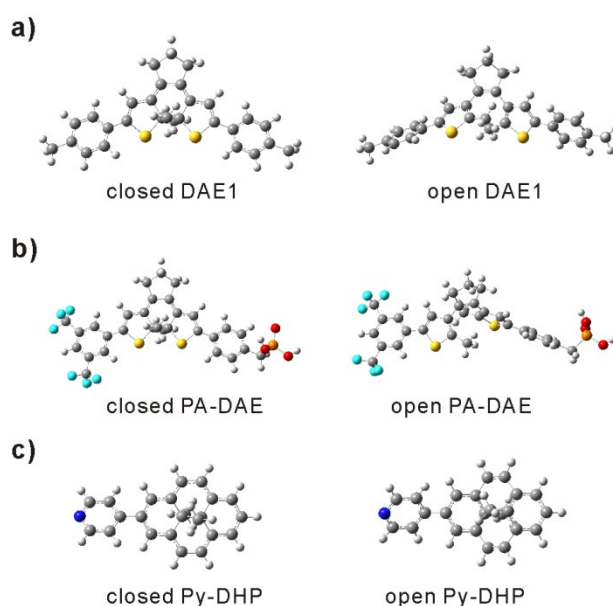 a)
closed DAE1
open DAE1
b)
closed PA-DAE
open PA-DAE
c)
closed Py-DHP
open Py-DHP